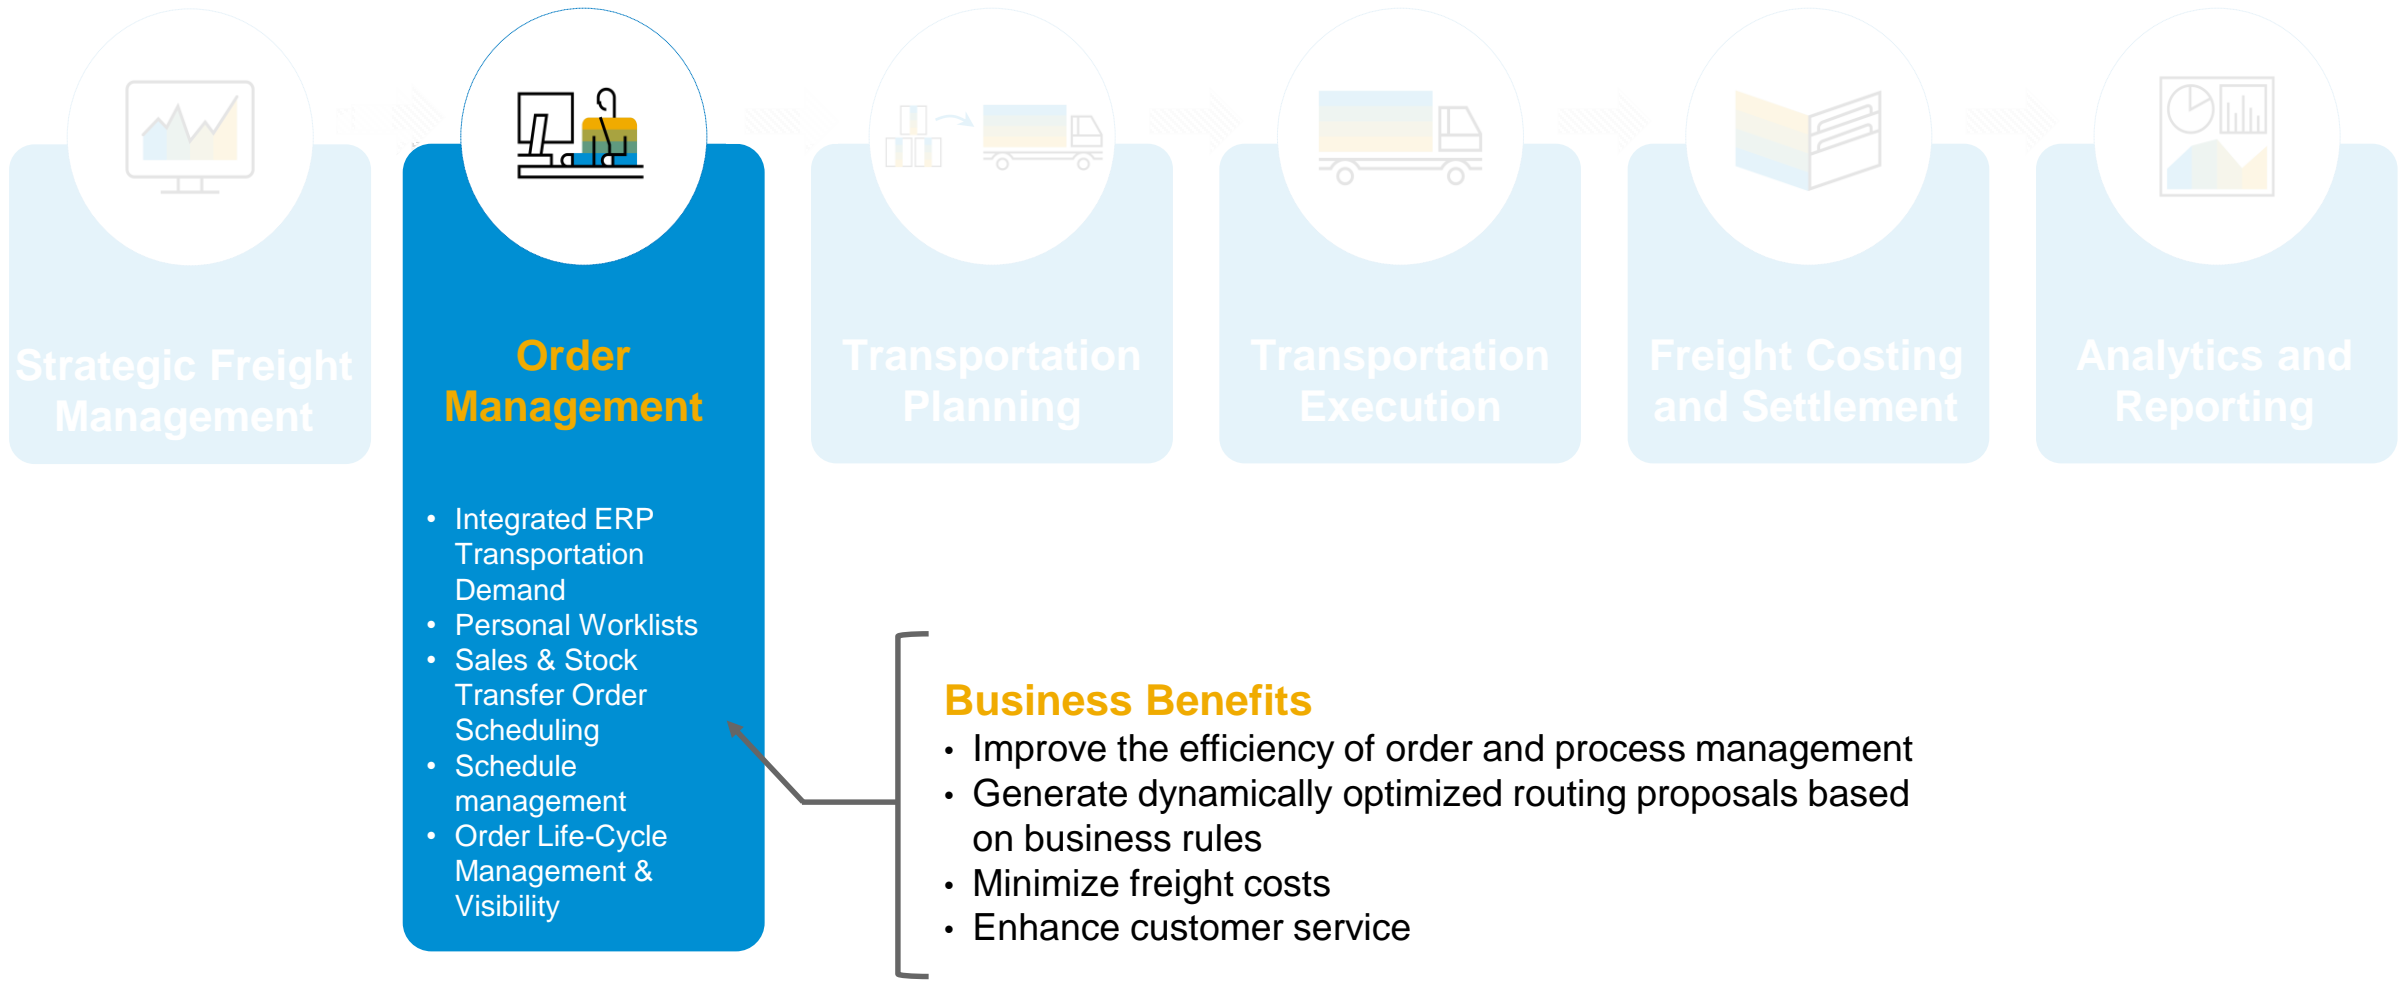 Strategic Freight
Management
Order
Management
• Integrated ERP
Transportation
Demand
• Personal Worklists
• Sales & Stock
Transfer Order
Scheduling
• Schedule
management
• Order Life-Cycle
Management &
Visibility
Transportation
Planning
Transportation
Execution
Freight Costing
and Settlement
Analytics and
Reporting
Business Benefits
• Improve the efficiency of order and process management
• Generate dynamically optimized routing proposals based
on business rules
• Minimize freight costs
• Enhance customer service